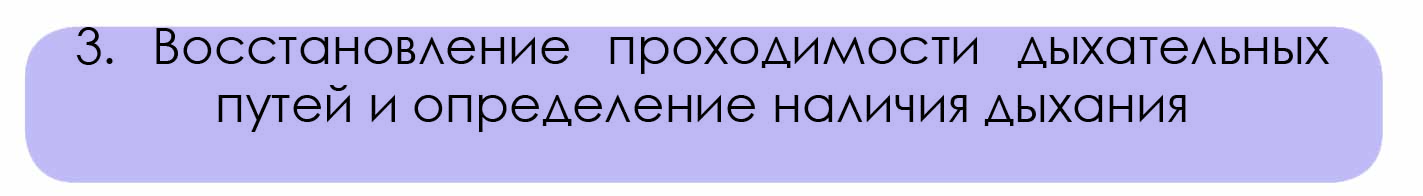 3. Восстановление проходимости дыхательных
путей и определение наличия дыхания